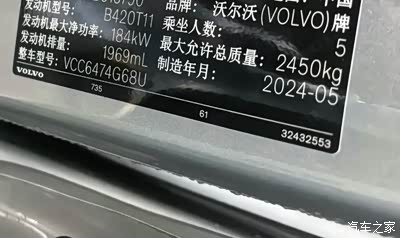 品牌: 沃尔沃(VOLVO)牌
发动机型号: B420T11 乘坐人数: 5
发动机最大净功率: 184kW 最大允许总质量: 2450kg
发动机排量: 1969mL 制造年月: 2024-05
整车型号: VCC6474G68U
VOLVO
735 61 32432553
汽车之家